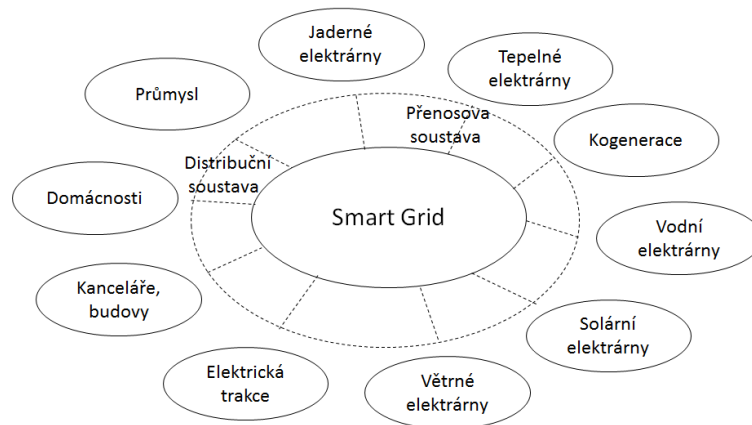 Jaderné
elektrárny
Tepelné
elektrárny
Průmysl
Přenosova
soustava
Kogenerace
Distribuční
soustava
Domácnosti
Smart Grid
Vodní
elektrárny
Kanceláře,
budovy
Solární
elektrárny
Elektrická
trakce
Větrné
elektrárny